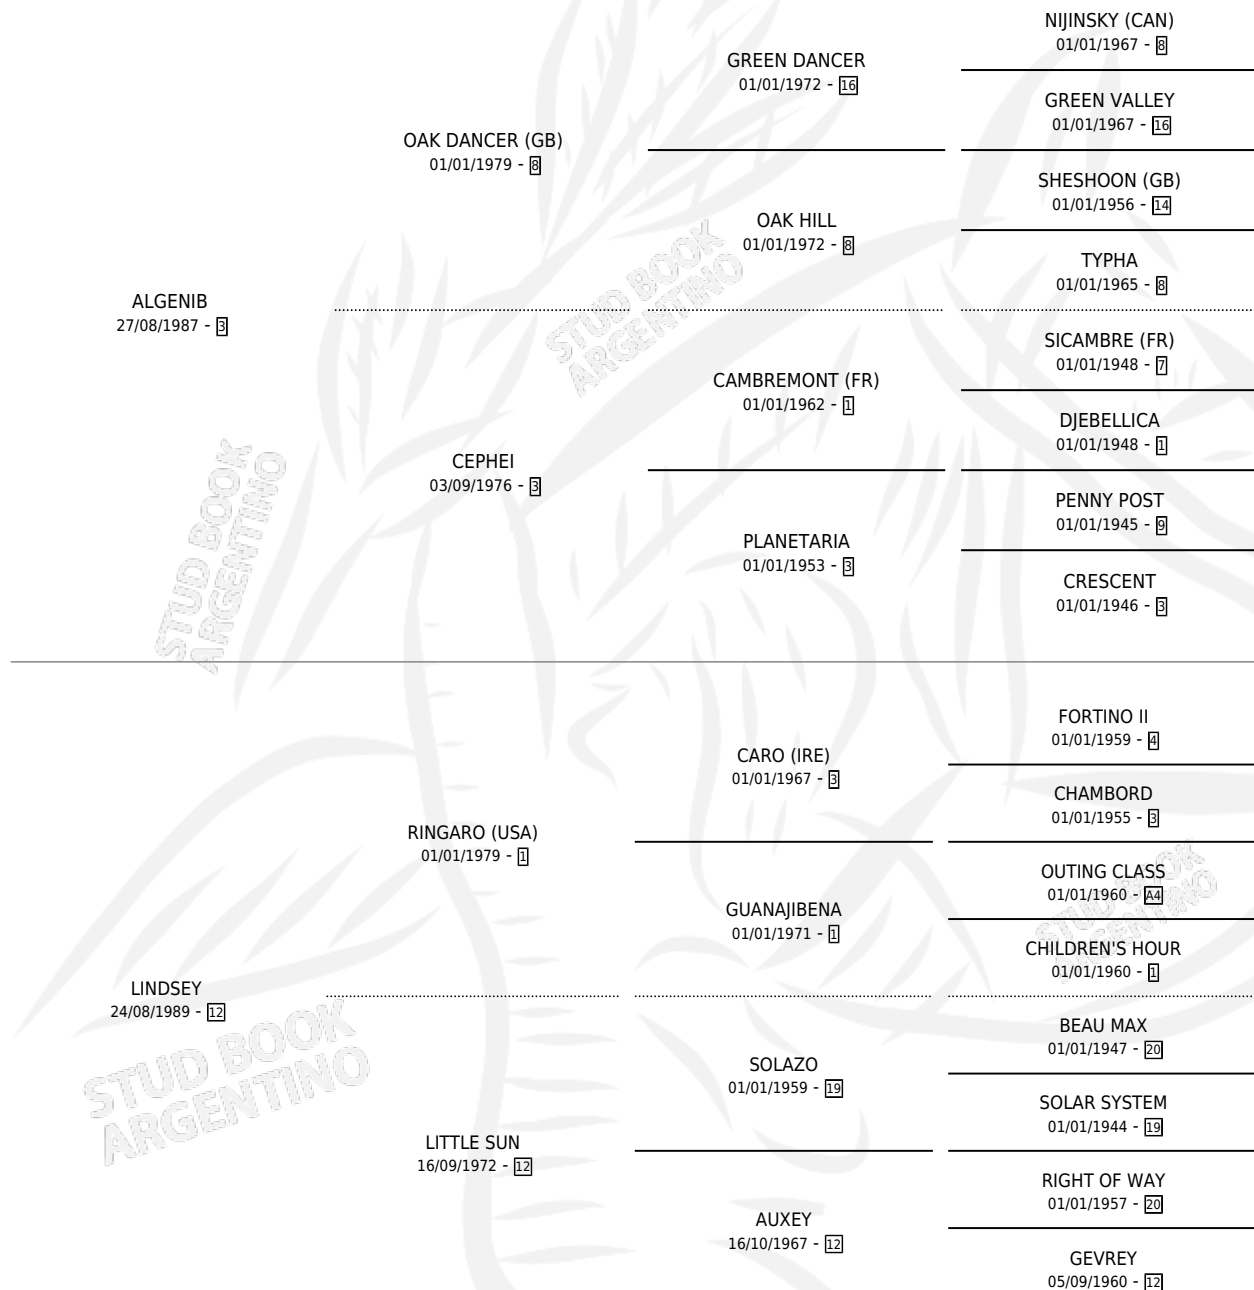 NIJINSKY (CAN)
01/01/1967 - 8
GREEN DANCER
01/01/1972 - 16
GREEN VALLEY
01/01/1967 - 16
OAK DANCER (GB)
01/01/1979 - 8
SHESHOON (GB)
01/01/1956 - 14
OAK HILL
01/01/1972 - 8
TYPHA
01/01/1965 - 8
ALGENIB
27/08/1987 - 3
SICAMBRE (FR)
01/01/1948 - 7
CAMBREMONT (FR)
01/01/1962 - 1
DJEBELLICA
01/01/1948 - 1
CEPHEI
03/09/1976 - 3
PENNY POST
01/01/1945 - 9
PLANETARIA
01/01/1953 - 3
CRESCENT
01/01/1946 - 3
FORTINO II
01/01/1959 - 4
CARO (IRE)
01/01/1967 - 3
CHAMBORD
01/01/1955 - 3
RINGARO (USA)
01/01/1979 - 1
OUTING CLASS
01/01/1960 - A4
GUANAJIBENA
01/01/1971 - 1
CHILDREN'S HOUR
01/01/1960 - 1
LINDSEY
24/08/1989 - 12
BEAU MAX
01/01/1947 - 20
SOLAZO
01/01/1959 - 19
SOLAR SYSTEM
01/01/1944 - 19
LITTLE SUN
16/09/1972 - 12
RIGHT OF WAY
01/01/1957 - 20
AUXEY
16/10/1967 - 12
GEVREY
05/09/1960 - 12
STUD BOOK
ARGENTINO
STUD BOOK
ARGENTINO
STUD BOOK
ARGENTINO
STUD BOOK
ARGENTINO